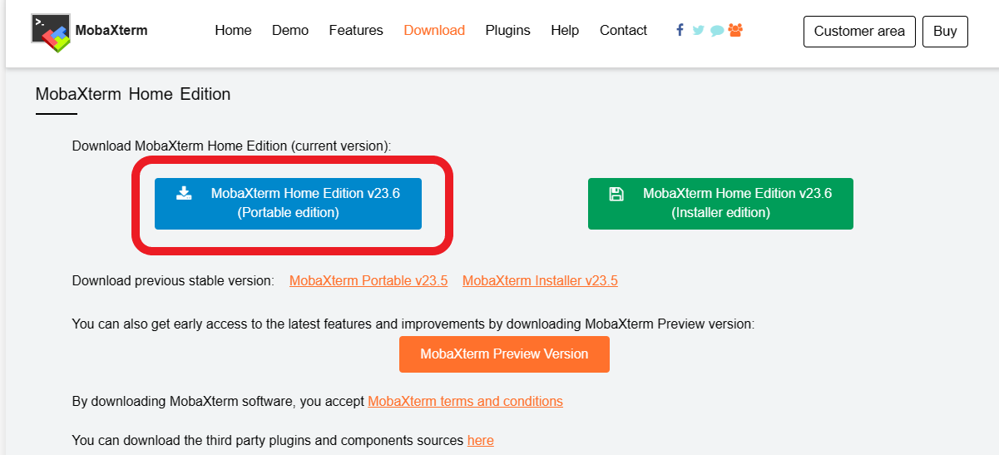 >_ MobaXterm Home Demo Features Download Plugins Help Contact Customer area Buy
MobaXterm Home Edition
Download MobaXterm Home Edition (current version):
MobaXterm Home Edition v23.6
(Portable edition)
MobaXterm Home Edition v23.6
(Installer edition)
Download previous stable version: MobaXterm Portable v23.5 MobaXterm Installer v23.5
You can also get early access to the latest features and improvements by downloading MobaXterm Preview version:
MobaXterm Preview Version
By downloading MobaXterm software, you accept MobaXterm terms and conditions
You can download the third party plugins and components sources here